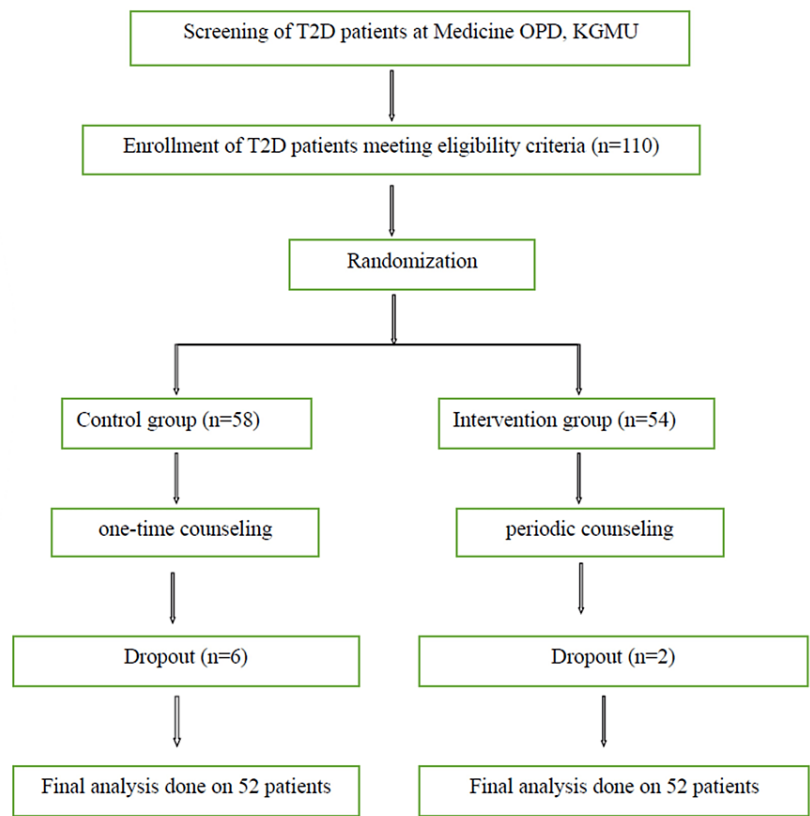 Screening of T2D patients at Medicine OPD, KGMU
Enrollment of T2D patients meeting eligibility criteria (n=110)
Randomization
Control group (n=58)
Intervention group (n=54)
one-time counseling
periodic counseling
Dropout (n=6)
Dropout (n=2)
Final analysis done on 52 patients
Final analysis done on 52 patients